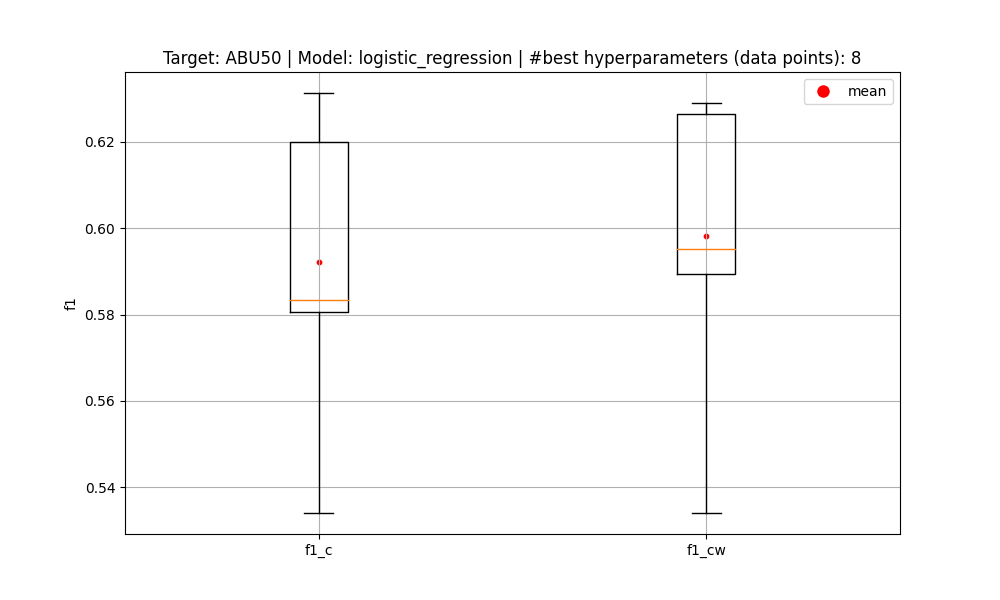 Target: ABU50 | Model: logistic_regression | #best hyperparameters (data points): 8
mean
0.62
0.60
0.58
0.56
0.54
f1
f1_c
f1_cw